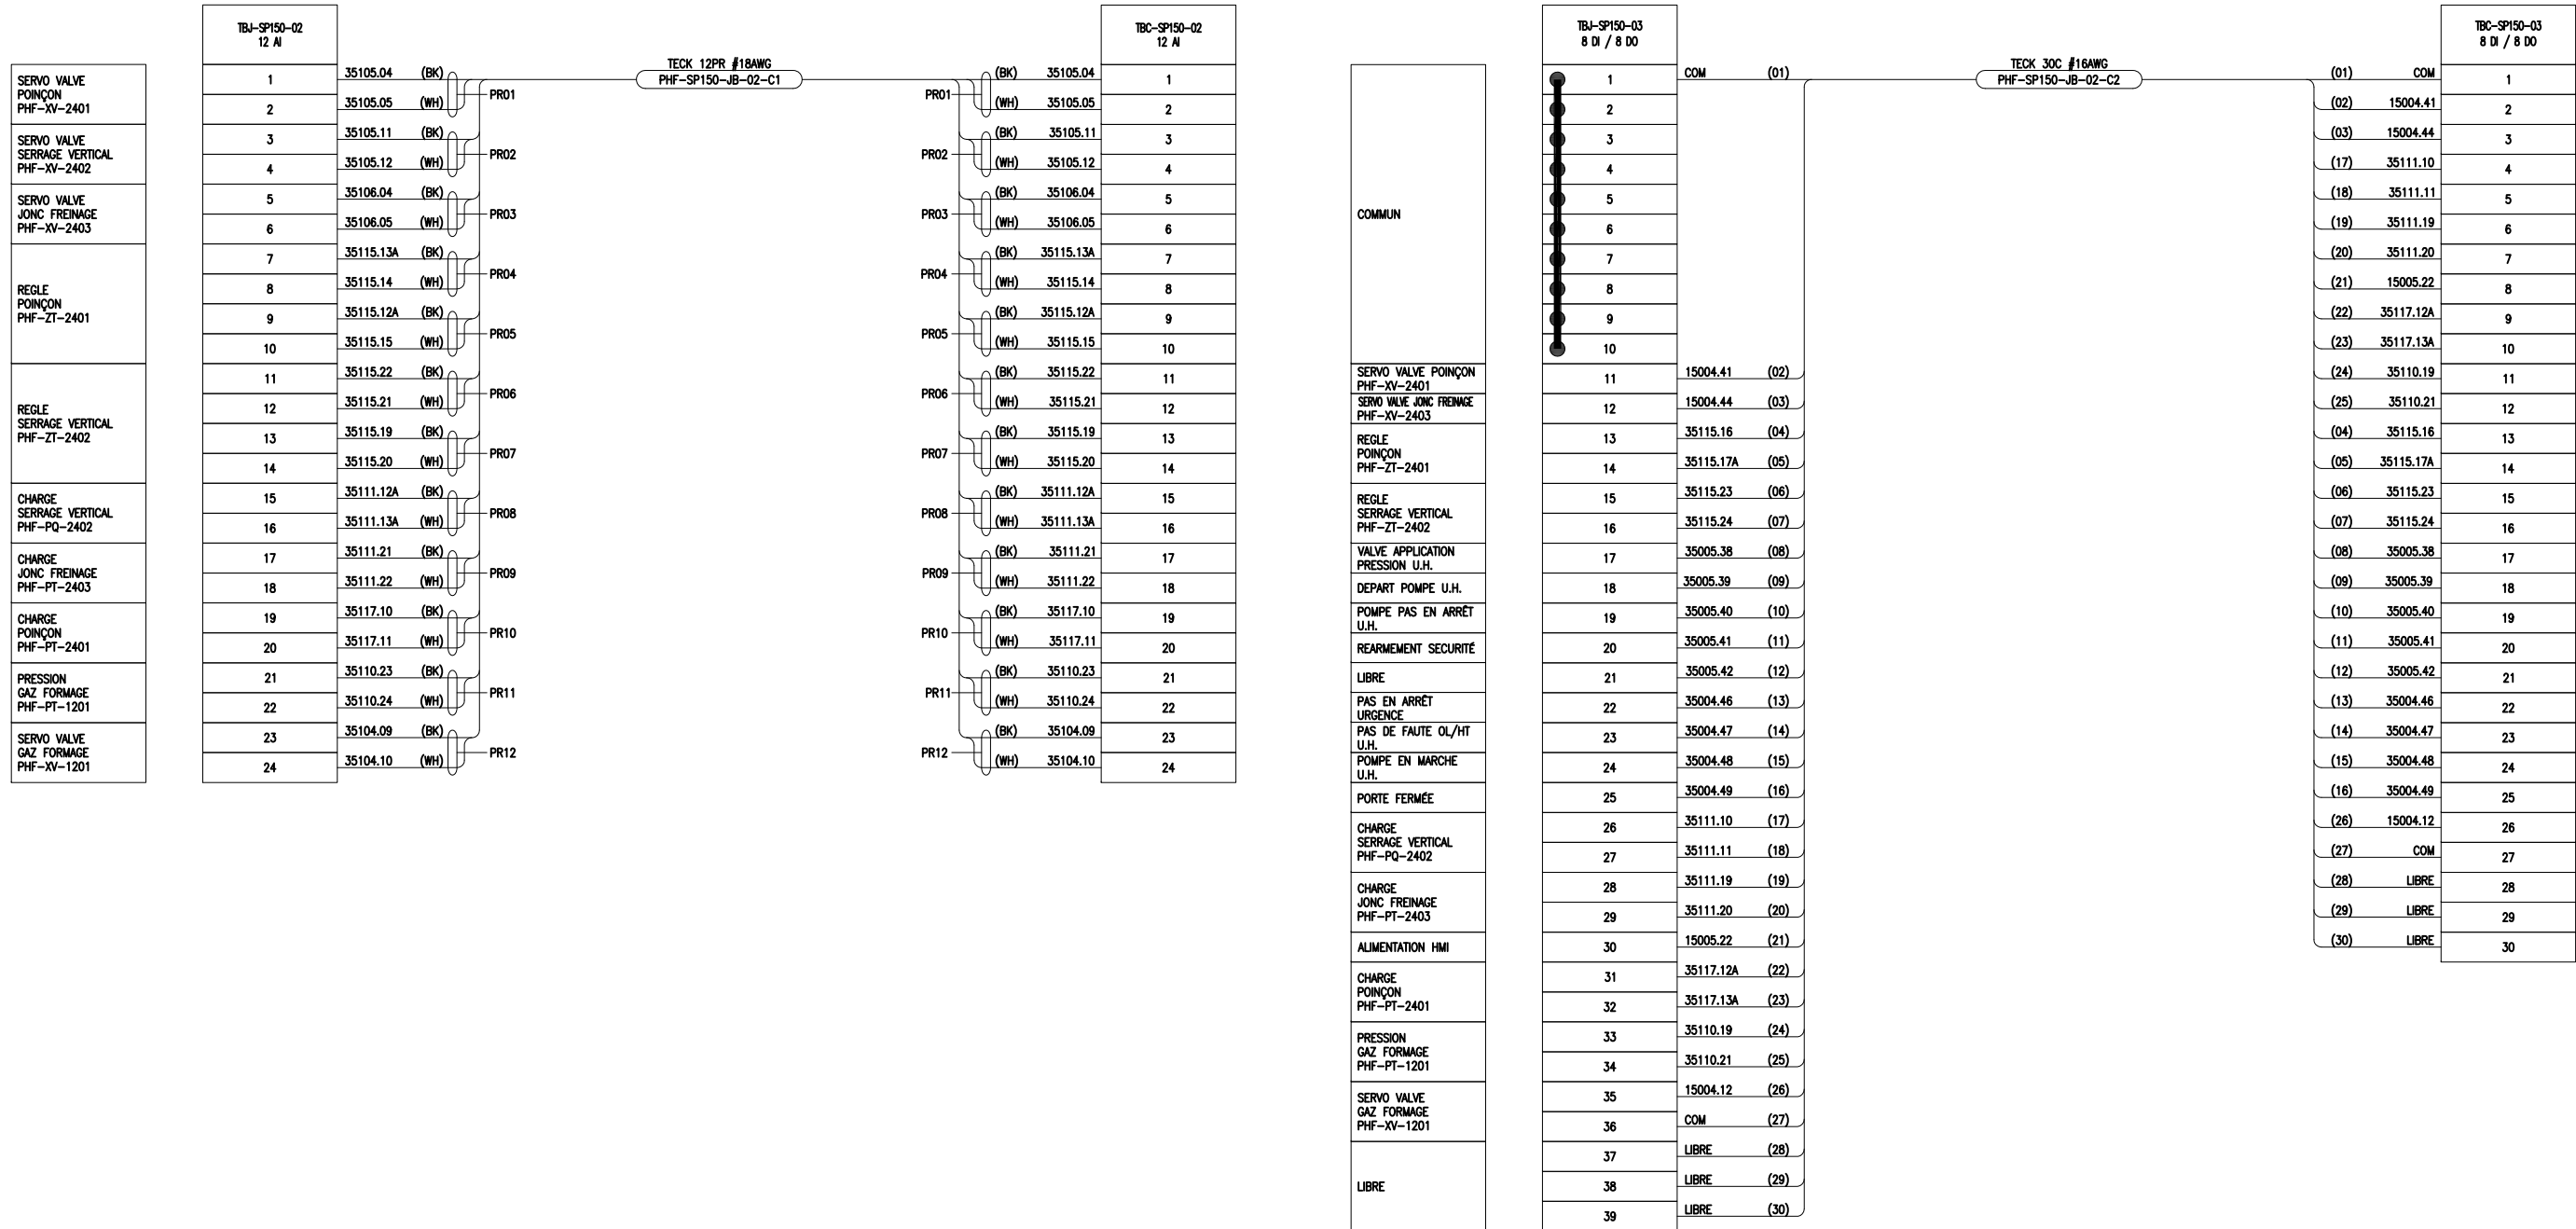 TBJ-SP150-02
12 AI
SERVO VALVE
POINÇON
PHF-XV-2401
SERVO VALVE
SERRAGE VERTICAL
PHF-XV-2402
SERVO VALVE
JONC FREINAGE
PHF-XV-2403
REGLE
POINÇON
PHF-ZT-2401
REGLE
SERRAGE VERTICAL
PHF-ZT-2402
CHARGE
SERRAGE VERTICAL
PHF-PQ-2402
CHARGE
JONC FREINAGE
PHF-PT-2403
CHARGE
POINÇON
PHF-PT-2401
PRESSION
GAZ FORMAGE
PHF-PT-1201
SERVO VALVE
GAZ FORMAGE
PHF-XV-1201
1 35105.04 (BK)
PR01
2 35105.05 (WH)
3 35105.11 (BK)
PR02
4 35105.12 (WH)
5 35106.04 (BK)
PR03
6 35106.05 (WH)
7 35115.13A (BK)
PR04
8 35115.14 (WH)
9 35115.12A (BK)
PR05
10 35115.15 (WH)
11 35115.22 (BK)
PR06
12 35115.21 (WH)
13 35115.19 (BK)
PR07
14 35115.20 (WH)
15 35111.12A (BK)
PR08
16 35111.13A (WH)
17 35111.21 (BK)
PR09
18 35111.22 (WH)
19 35117.10 (BK)
PR10
20 35117.11 (WH)
21 35110.23 (BK)
PR11
22 35110.24 (WH)
23 35104.09 (BK)
PR12
24 35104.10 (WH)
TECK 12PR #18AWG
PHF-SP150-JB-02-C1
TBC-SP150-02
12 AI
(BK) 35105.04 1
PR01
(WH) 35105.05 2
(BK) 35105.11 3
PR02
(WH) 35105.12 4
(BK) 35106.04 5
PR03
(WH) 35106.05 6
(BK) 35115.13A 7
PR04
(WH) 35115.14 8
(BK) 35115.12A 9
PR05
(WH) 35115.15 10
(BK) 35115.22 11
PR06
(WH) 35115.21 12
(BK) 35115.19 13
PR07
(WH) 35115.20 14
(BK) 35111.12A 15
PR08
(WH) 35111.13A 16
(BK) 35111.21 17
PR09
(WH) 35111.22 18
(BK) 35117.10 19
PR10
(WH) 35117.11 20
(BK) 35110.23 21
PR11
(WH) 35110.24 22
(BK) 35104.09 23
PR12
(WH) 35104.10 24
TBJ-SP150-03
8 DI / 8 DO
COMMUN
SERVO VALVE POINÇON
PHF-XV-2401
SERVO VALVE JONC FREINAGE
PHF-XV-2403
REGLE
POINÇON
PHF-ZT-2401
REGLE
SERRAGE VERTICAL
PHF-ZT-2402
VALVE APPLICATION
PRESSION U.H.
DEPART POMPE U.H.
POMPE PAS EN ARRÊT
U.H.
REARMEMENT SECURITÉ
LIBRE
PAS EN ARRÊT
URGENCE
PAS DE FAUTE OL/HT
U.H.
POMPE EN MARCHE
U.H.
PORTE FERMÉE
CHARGE
SERRAGE VERTICAL
PHF-PQ-2402
CHARGE
JONC FREINAGE
PHF-PT-2403
ALIMENTATION HMI
CHARGE
POINÇON
PHF-PT-2401
PRESSION
GAZ FORMAGE
PHF-PT-1201
SERVO VALVE
GAZ FORMAGE
PHF-XV-1201
LIBRE
1 COM (01)
2
3
4
5
6
7
8
9
10
11 15004.41 (02)
12 15004.44 (03)
13 35115.16 (04)
14 35115.17A (05)
15 35115.23 (06)
16 35115.24 (07)
17 35005.38 (08)
18 35005.39 (09)
19 35005.40 (10)
20 35005.41 (11)
21 35005.42 (12)
22 35004.46 (13)
23 35004.47 (14)
24 35004.48 (15)
25 35004.49 (16)
26 35111.10 (17)
27 35111.11 (18)
28 35111.19 (19)
29 35111.20 (20)
30 15005.22 (21)
31 35117.12A (22)
32 35117.13A (23)
33 35110.19 (24)
34 35110.21 (25)
35 15004.12 (26)
36 COM (27)
37 LIBRE (28)
38 LIBRE (29)
39 LIBRE (30)
TECK 30C #16AWG
PHF-SP150-JB-02-C2
TBC-SP150-03
8 DI / 8 DO
(01) COM 1
(02) 15004.41 2
(03) 15004.44 3
(17) 35111.10 4
(18) 35111.11 5
(19) 35111.19 6
(20) 35111.20 7
(21) 15005.22 8
(22) 35117.12A 9
(23) 35117.13A 10
(24) 35110.19 11
(25) 35110.21 12
(04) 35115.16 13
(05) 35115.17A 14
(06) 35115.23 15
(07) 35115.24 16
(08) 35005.38 17
(09) 35005.39 18
(10) 35005.40 19
(11) 35005.41 20
(12) 35005.42 21
(13) 35004.46 22
(14) 35004.47 23
(15) 35004.48 24
(16) 35004.49 25
(26) 15004.12 26
(27) COM 27
(28) LIBRE 28
(29) LIBRE 29
(30) LIBRE 30